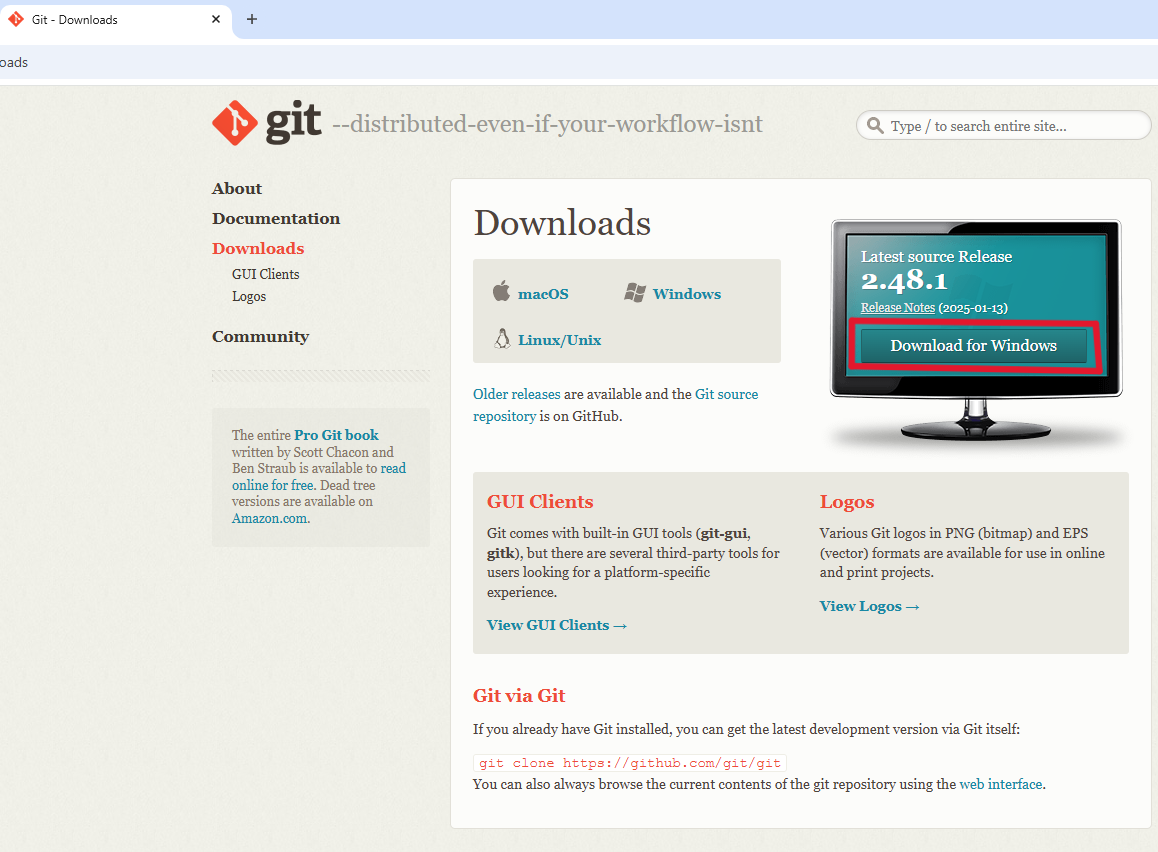 Git - Downloads
oads
git --distributed-even-if-your-workflow-isnt
Type / to search entire site...
About
Documentation
Downloads
GUI Clients
Logos
Community
The entire Pro Git book
written by Scott Chacon and
Ben Straub is available to read
online for free. Dead tree
versions are available on
Amazon.com.
Downloads
macOS
Windows
Linux/Unix
Older releases are available and the Git source
repository is on GitHub.
Latest source Release
2.48.1
Release Notes (2025-01-13)
Download for Windows
GUI Clients
Git comes with built-in GUI tools (git-gui,
gitk), but there are several third-party tools for
users looking for a platform-specific
experience.
View GUI Clients →
Logos
Various Git logos in PNG (bitmap) and EPS
(vector) formats are available for use in online
and print projects.
View Logos →
Git via Git
If you already have Git installed, you can get the latest development version via Git itself:
git clone https://github.com/git/git
You can also always browse the current contents of the git repository using the web interface.